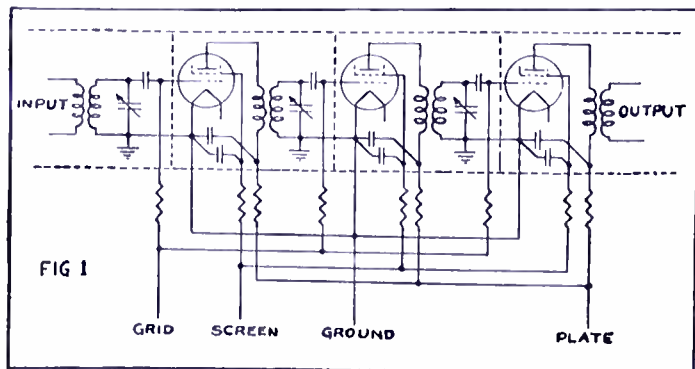 INPUT
OUTPUT
FIG 1
GRID SCREEN GROUND PLATE